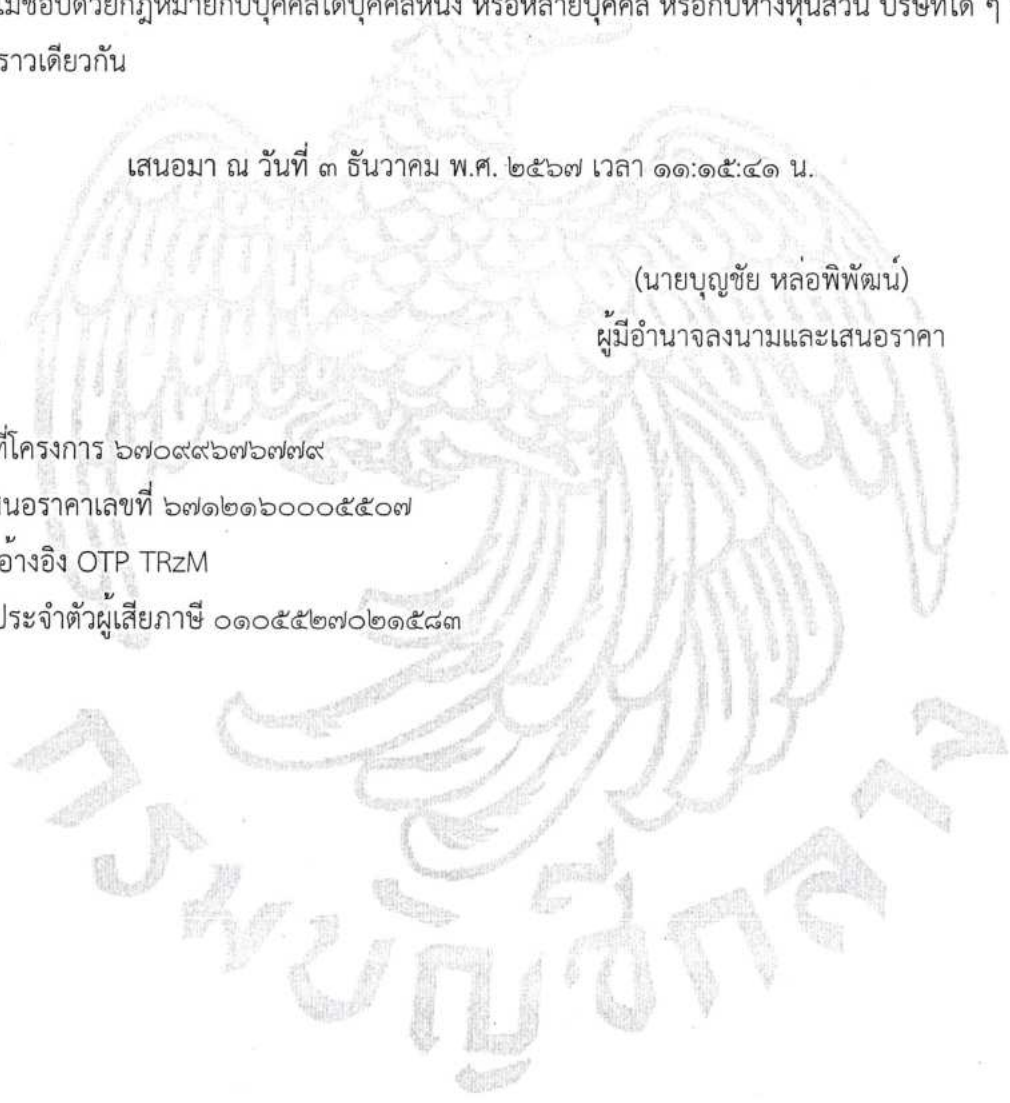 ไม่ชอบด้วยกฎหมายกับบุคคลใดบุคคลหนึ่ง หรือหลายบุคคล หรือกับห้างหุ้นส่วน บริษัทใด ๆ
ราวเดียวกัน
เสนอมา ณ วันที่ ๓ ธันวาคม พ.ศ. ๒๕๖๗ เวลา ๑๑:๑๕:๔๑ น.
(นายบุญชัย หล่อพิพัฒน์)
ผู้มีอำนาจลงนามและเสนอราคา
ที่โครงการ ๖๗๐๙๙๖๗๖๗๗๙
สนอราคาเลขที่ ๖๗๑๒๑๖๐๐๐๕๕๐๗
อ้างอิง OTP TRzM
ประจำตัวผู้เสียภาษี ๐๑๐๕๕๒๗๐๒๑๕๘๓
กรมบัญชีกลาง